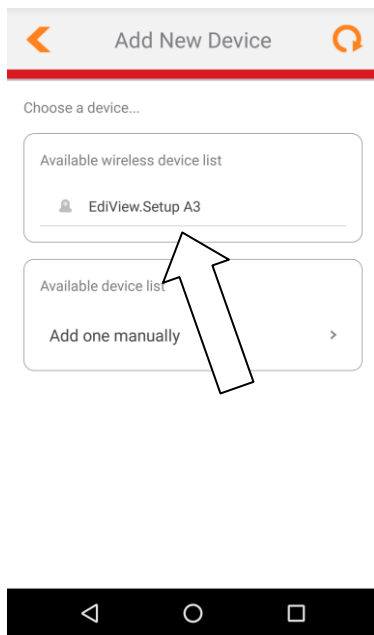 Add New Device
Choose a device...
Available wireless device list
EdiView.Setup A3
Available device list
Add one manually